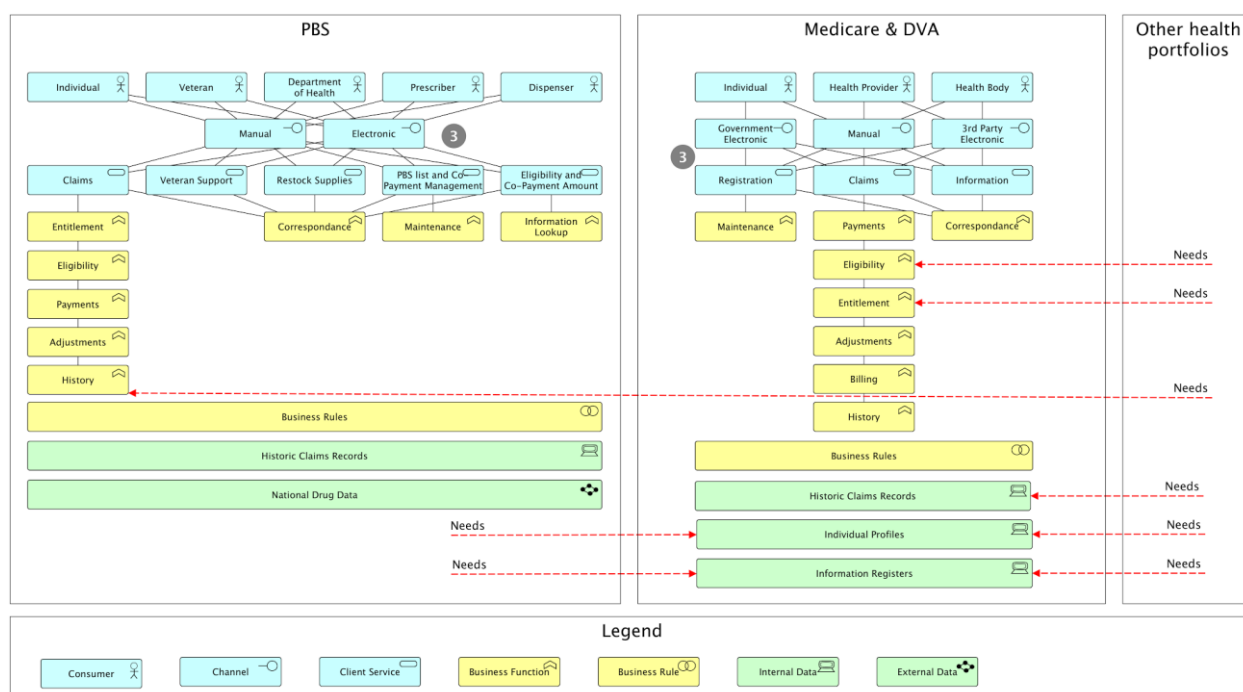 PBS
Individual
Veteran
Department
of Health
Prescriber
Dispenser
Manual
Electronic
3
Claims
Veteran Support
Restock Supplies
PBS list and Co-
Payment Management
Eligibility and
Co-Payment Amount
Entitlement
Correspondance
Maintenance
Information
Lookup
Eligibility
Payments
Adjustments
History
Business Rules
Historic Claims Records
National Drug Data
Needs
Needs
Medicare & DVA
Individual
Health Provider
Health Body
Government
Electronic
Manual
3rd Party
Electronic
3
Registration
Claims
Information
Maintenance
Payments
Correspondance
Eligibility
Entitlement
Adjustments
Billing
History
Business Rules
Historic Claims Records
Individual Profiles
Information Registers
Other health
portfolios
Needs
Needs
Needs
Needs
Needs
Needs
Legend
Consumer
Channel
Client Service
Business Function
Business Rule
Internal Data
External Data